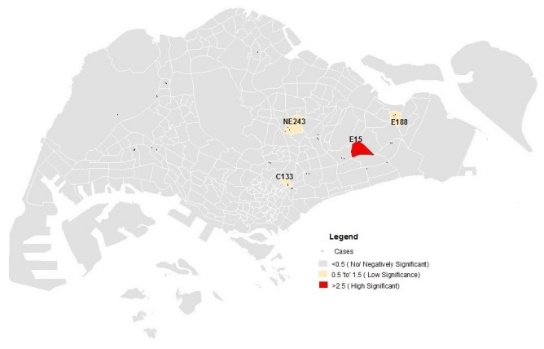 NE243
E188
E15
C133
Legend
Cases
<0.5 ( No/ Negatively Significant)
0.5 'to' 1.5 ( Low Significance)
>2.5 ( High Significant)